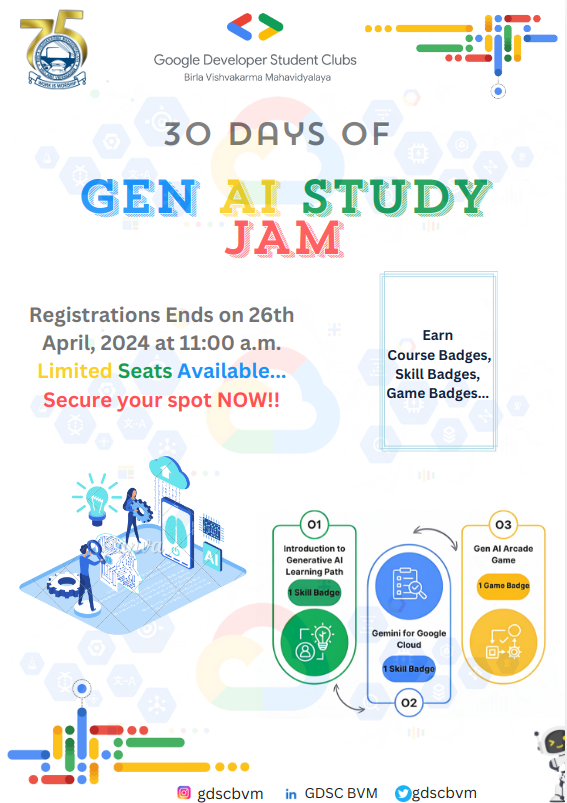 75
WORK IS WORSHIP
Google Developer Student Clubs
Birla Vishvakarma Mahavidyalaya
30 DAYS OF
GEN AI STUDY
JAM
Registrations Ends on 26th
April, 2024 at 11:00 a.m.
Limited Seats Available...
Secure your spot NOW!!
Earn
Course Badges,
Skill Badges,
Game Badges...
AI
01
Introduction to
Generative AI
Learning Path
1 Skill Badge
Gemini for Google
Cloud
1 Skill Badge
02
03
Gen AI Arcade
Game
1 Game Badge
gdscbvm
in GDSC BVM
gdscbvm